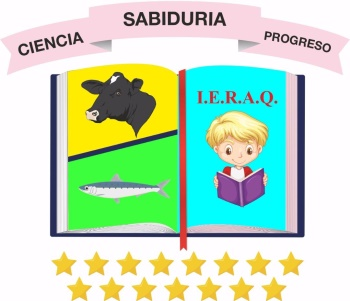 CIENCIA
SABIDURIA
PROGRESO
I.E.R.A.Q.